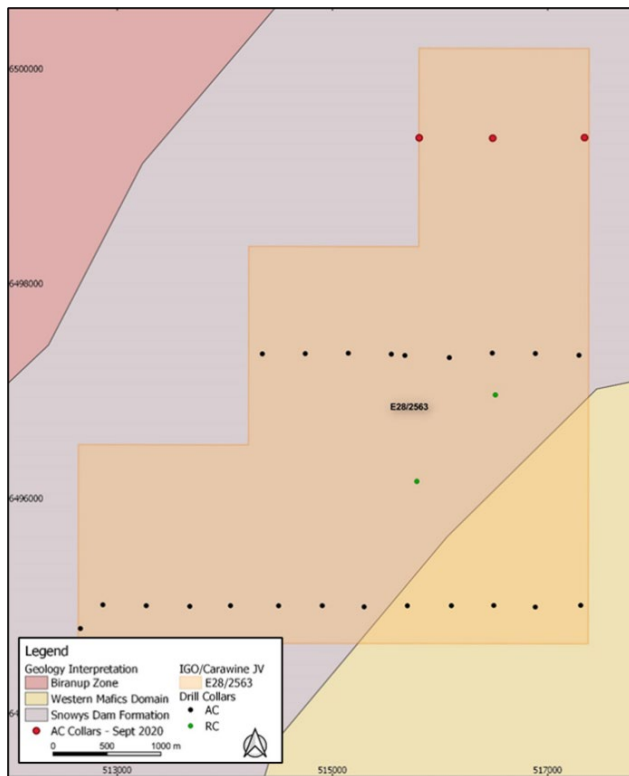 6500000
6498000
E28/2563
6496000
Legend
Geology Interpretation
Biranup Zone
Western Mafics Domain
Snowys Dam Formation
AC Collars - Sept 2020
0 500 1000 m
IGO/Carawine JV
E28/2563
Drill Collars
AC
RC
513000 515000 517000